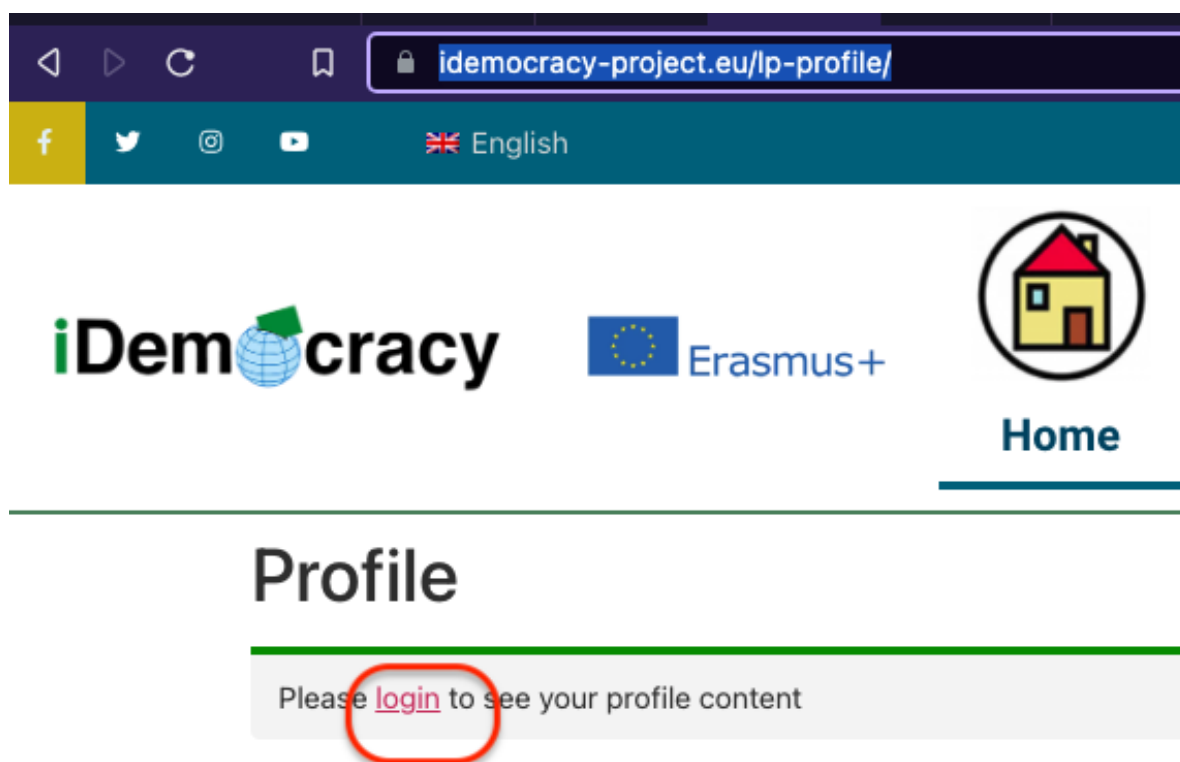 idemocracy-project.eu/lp-profile/
English
iDemocracy
Erasmus+
Home
Profile
Please login to see your profile content